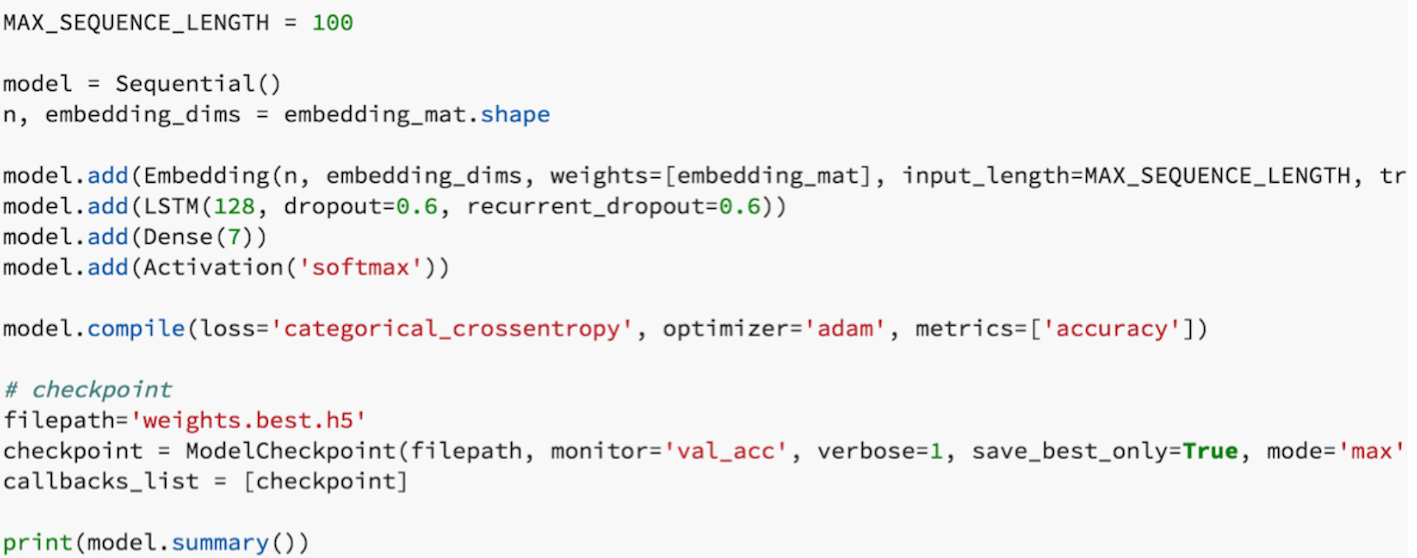 MAX_SEQUENCE_LENGTH = 100
model = Sequential()
n, embedding_dims = embedding_mat.shape
model.add(Embedding(n, embedding_dims, weights=[embedding_mat], input_length=MAX_SEQUENCE_LENGTH, tr
model.add(LSTM(128, dropout=0.6, recurrent_dropout=0.6))
model.add(Dense(7))
model.add(Activation('softmax'))
model.compile(loss='categorical_crossentropy', optimizer='adam', metrics=['accuracy'])
# checkpoint
filepath='weights.best.h5'
checkpoint = ModelCheckpoint(filepath, monitor='val_acc', verbose=1, save_best_only=True, mode='max'
callbacks_list = [checkpoint]
print(model.summary())